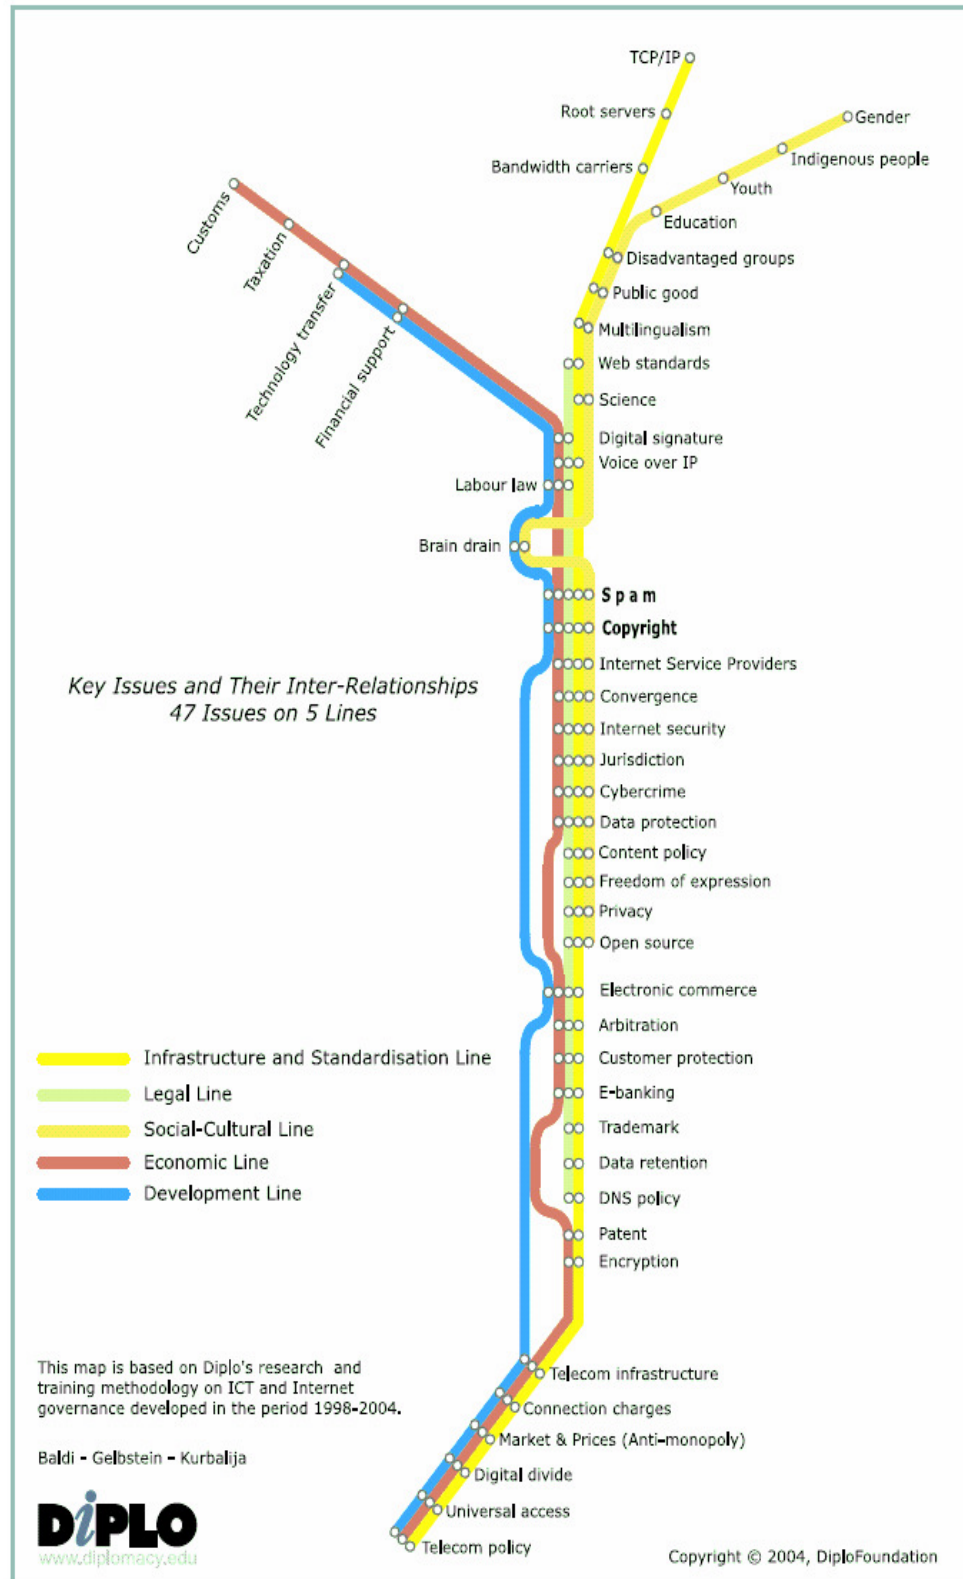 TCP/IP
Root servers
Gender
Indigenous people
Bandwidth carriers
Youth
Customs
Education
Taxation
Disadvantaged groups
Technology transfer
Public good
Financial support
Multilingualism
Web standards
Science
Digital signature
Voice over IP
Labour law
Brain drain
Spam
Copyright
Internet Service Providers
Key Issues and Their Inter-Relationships
47 Issues on 5 Lines
Convergence
Internet security
Jurisdiction
Cybercrime
Data protection
Content policy
Freedom of expression
Privacy
Open source
Electronic commerce
Arbitration
Customer protection
E-banking
Trademark
Data retention
DNS policy
Patent
Encryption
Infrastructure and Standardisation Line
Legal Line
Social-Cultural Line
Economic Line
Development Line
Telecom infrastructure
Connection charges
Market & Prices (Anti-monopoly)
Digital divide
Universal access
Telecom policy
This map is based on Diplo's research and
training methodology on ICT and Internet
governance developed in the period 1998-2004.
Baldi - Gelbstein - Kurbalija
DiPLO
www.diplomacy.edu
Copyright © 2004, DiploFoundation